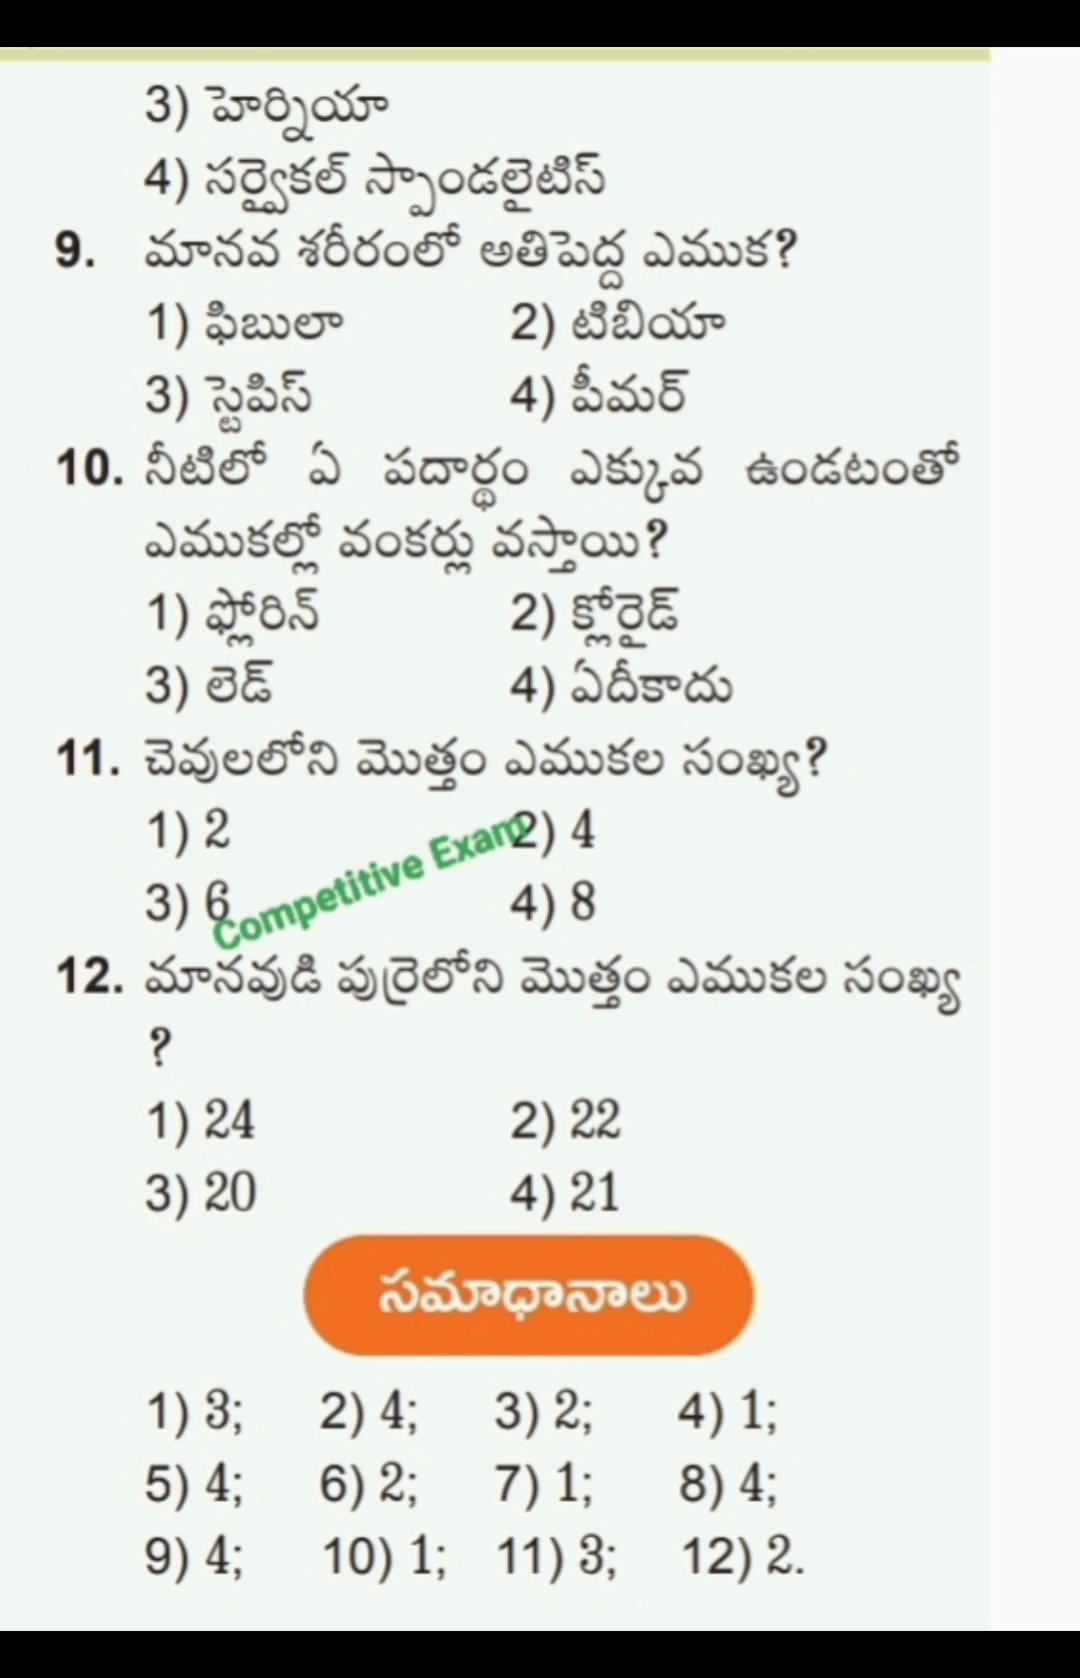 3) హెర్నియా
4) సర్వైకల్ స్పాండలైటిస్
9. మానవ శరీరంలో అతిపెద్ద ఎముక?
1) ఫిబులా 2) టిబియా
3) స్టెపిస్ 4) పీమర్
10. నీటిలో ఏ పదార్థం ఎక్కువ ఉండటంతో
ఎముకల్లో వంకర్లు వస్తాయి?
1) ఫ్లోరిన్ 2) క్లోరైడ్
3) లెడ్ 4) ఏదీకాదు
11. చెవులలోని మొత్తం ఎముకల సంఖ్య?
1) 2 2) 4
3) 6 4) 8
Competitive Exam
12. మానవుడి పుర్రెలోని మొత్తం ఎముకల సంఖ్య
?
1) 24 2) 22
3) 20 4) 21
సమాధానాలు
1) 3; 2) 4; 3) 2; 4) 1;
5) 4; 6) 2; 7) 1; 8) 4;
9) 4; 10) 1; 11) 3; 12) 2.